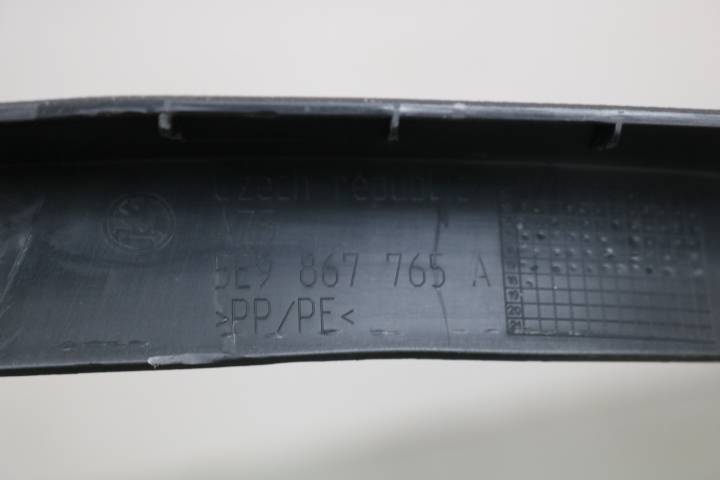 Czech republic
5E9 867 765 A
>PP/PE<